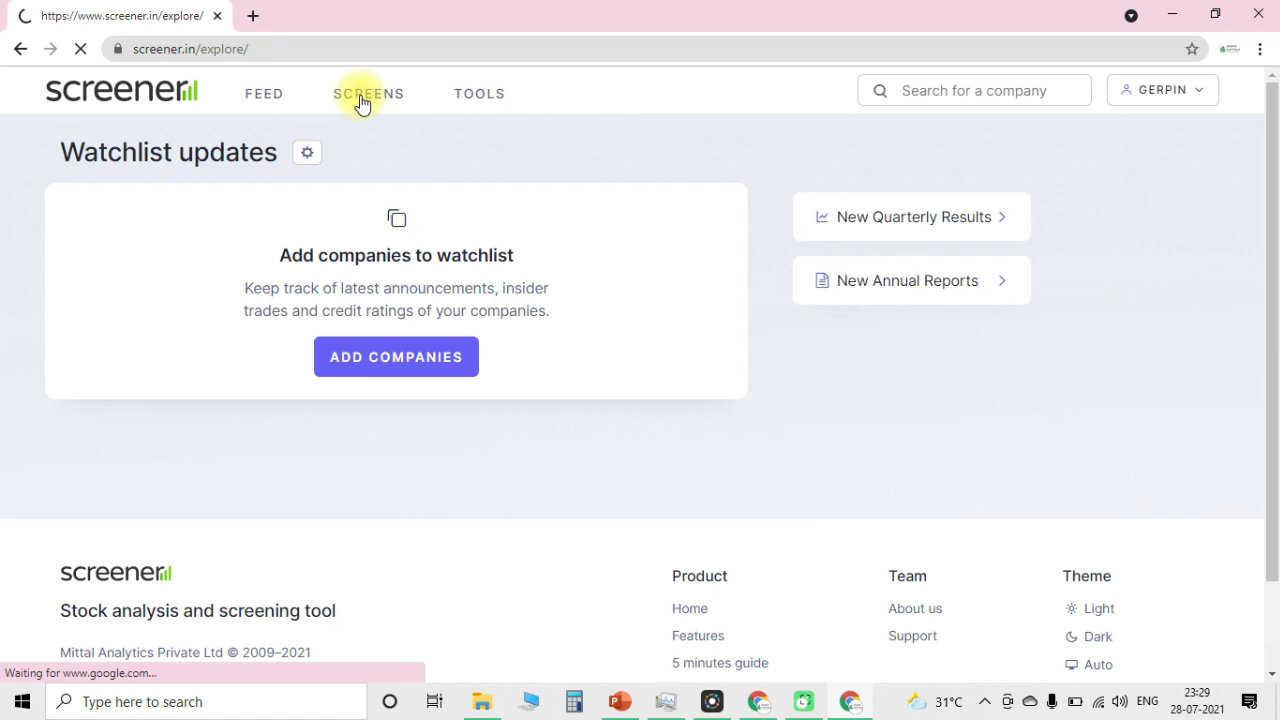 https://www.screener.in/explore/
screener.in/explore/
screener
FEED
SCREENS
TOOLS
Search for a company
GERPIN
Watchlist updates
Add companies to watchlist
Keep track of latest announcements, insider
trades and credit ratings of your companies.
ADD COMPANIES
New Quarterly Results
New Annual Reports
screener
Stock analysis and screening tool
Mittal Analytics Private Ltd © 2009–2021
Product
Home
Features
5 minutes guide
Team
About us
Support
Theme
Light
Dark
Auto
Waiting for www.google.com...
Type here to search
31°C
ENG
23:29
28-07-2021